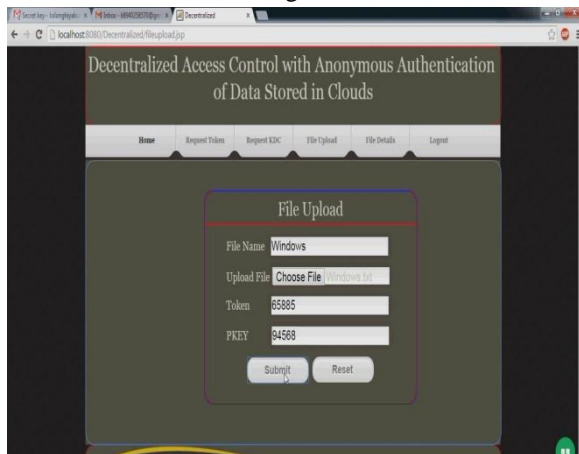 Decentralized
localhost:8080/Decentralized/fileupload.jsp
Decentralized Access Control with Anonymous Authentication
of Data Stored in Clouds
Home Request Token Request KDC File Upload File Details Logout
File Upload
File Name Windows
Upload File Choose File Windows.txt
Token 65885
PKEY 94568
Submit Reset